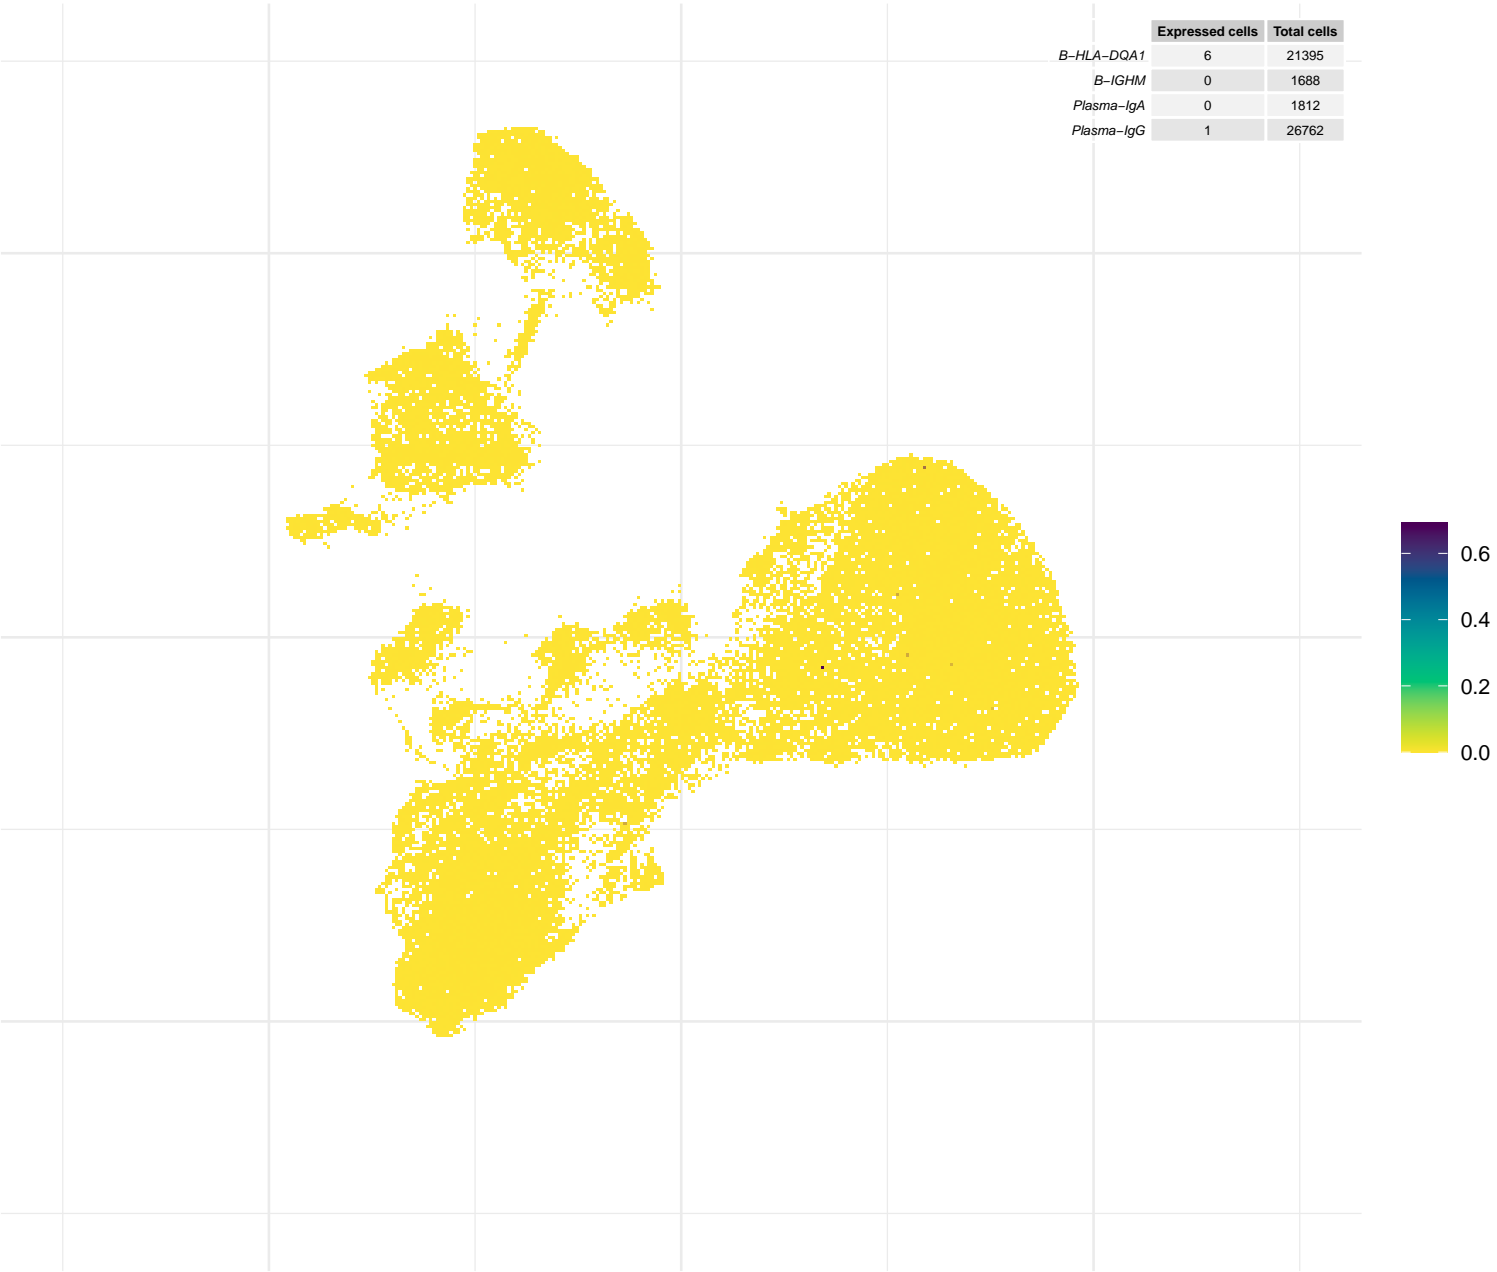 Expressed cells Total cells
B−HLA−DQA1 6 21395
B−IGHM 0 1688
Plasma−IgA 0 1812
Plasma−IgG 1 26762
0.6
0.4
0.2
0.0